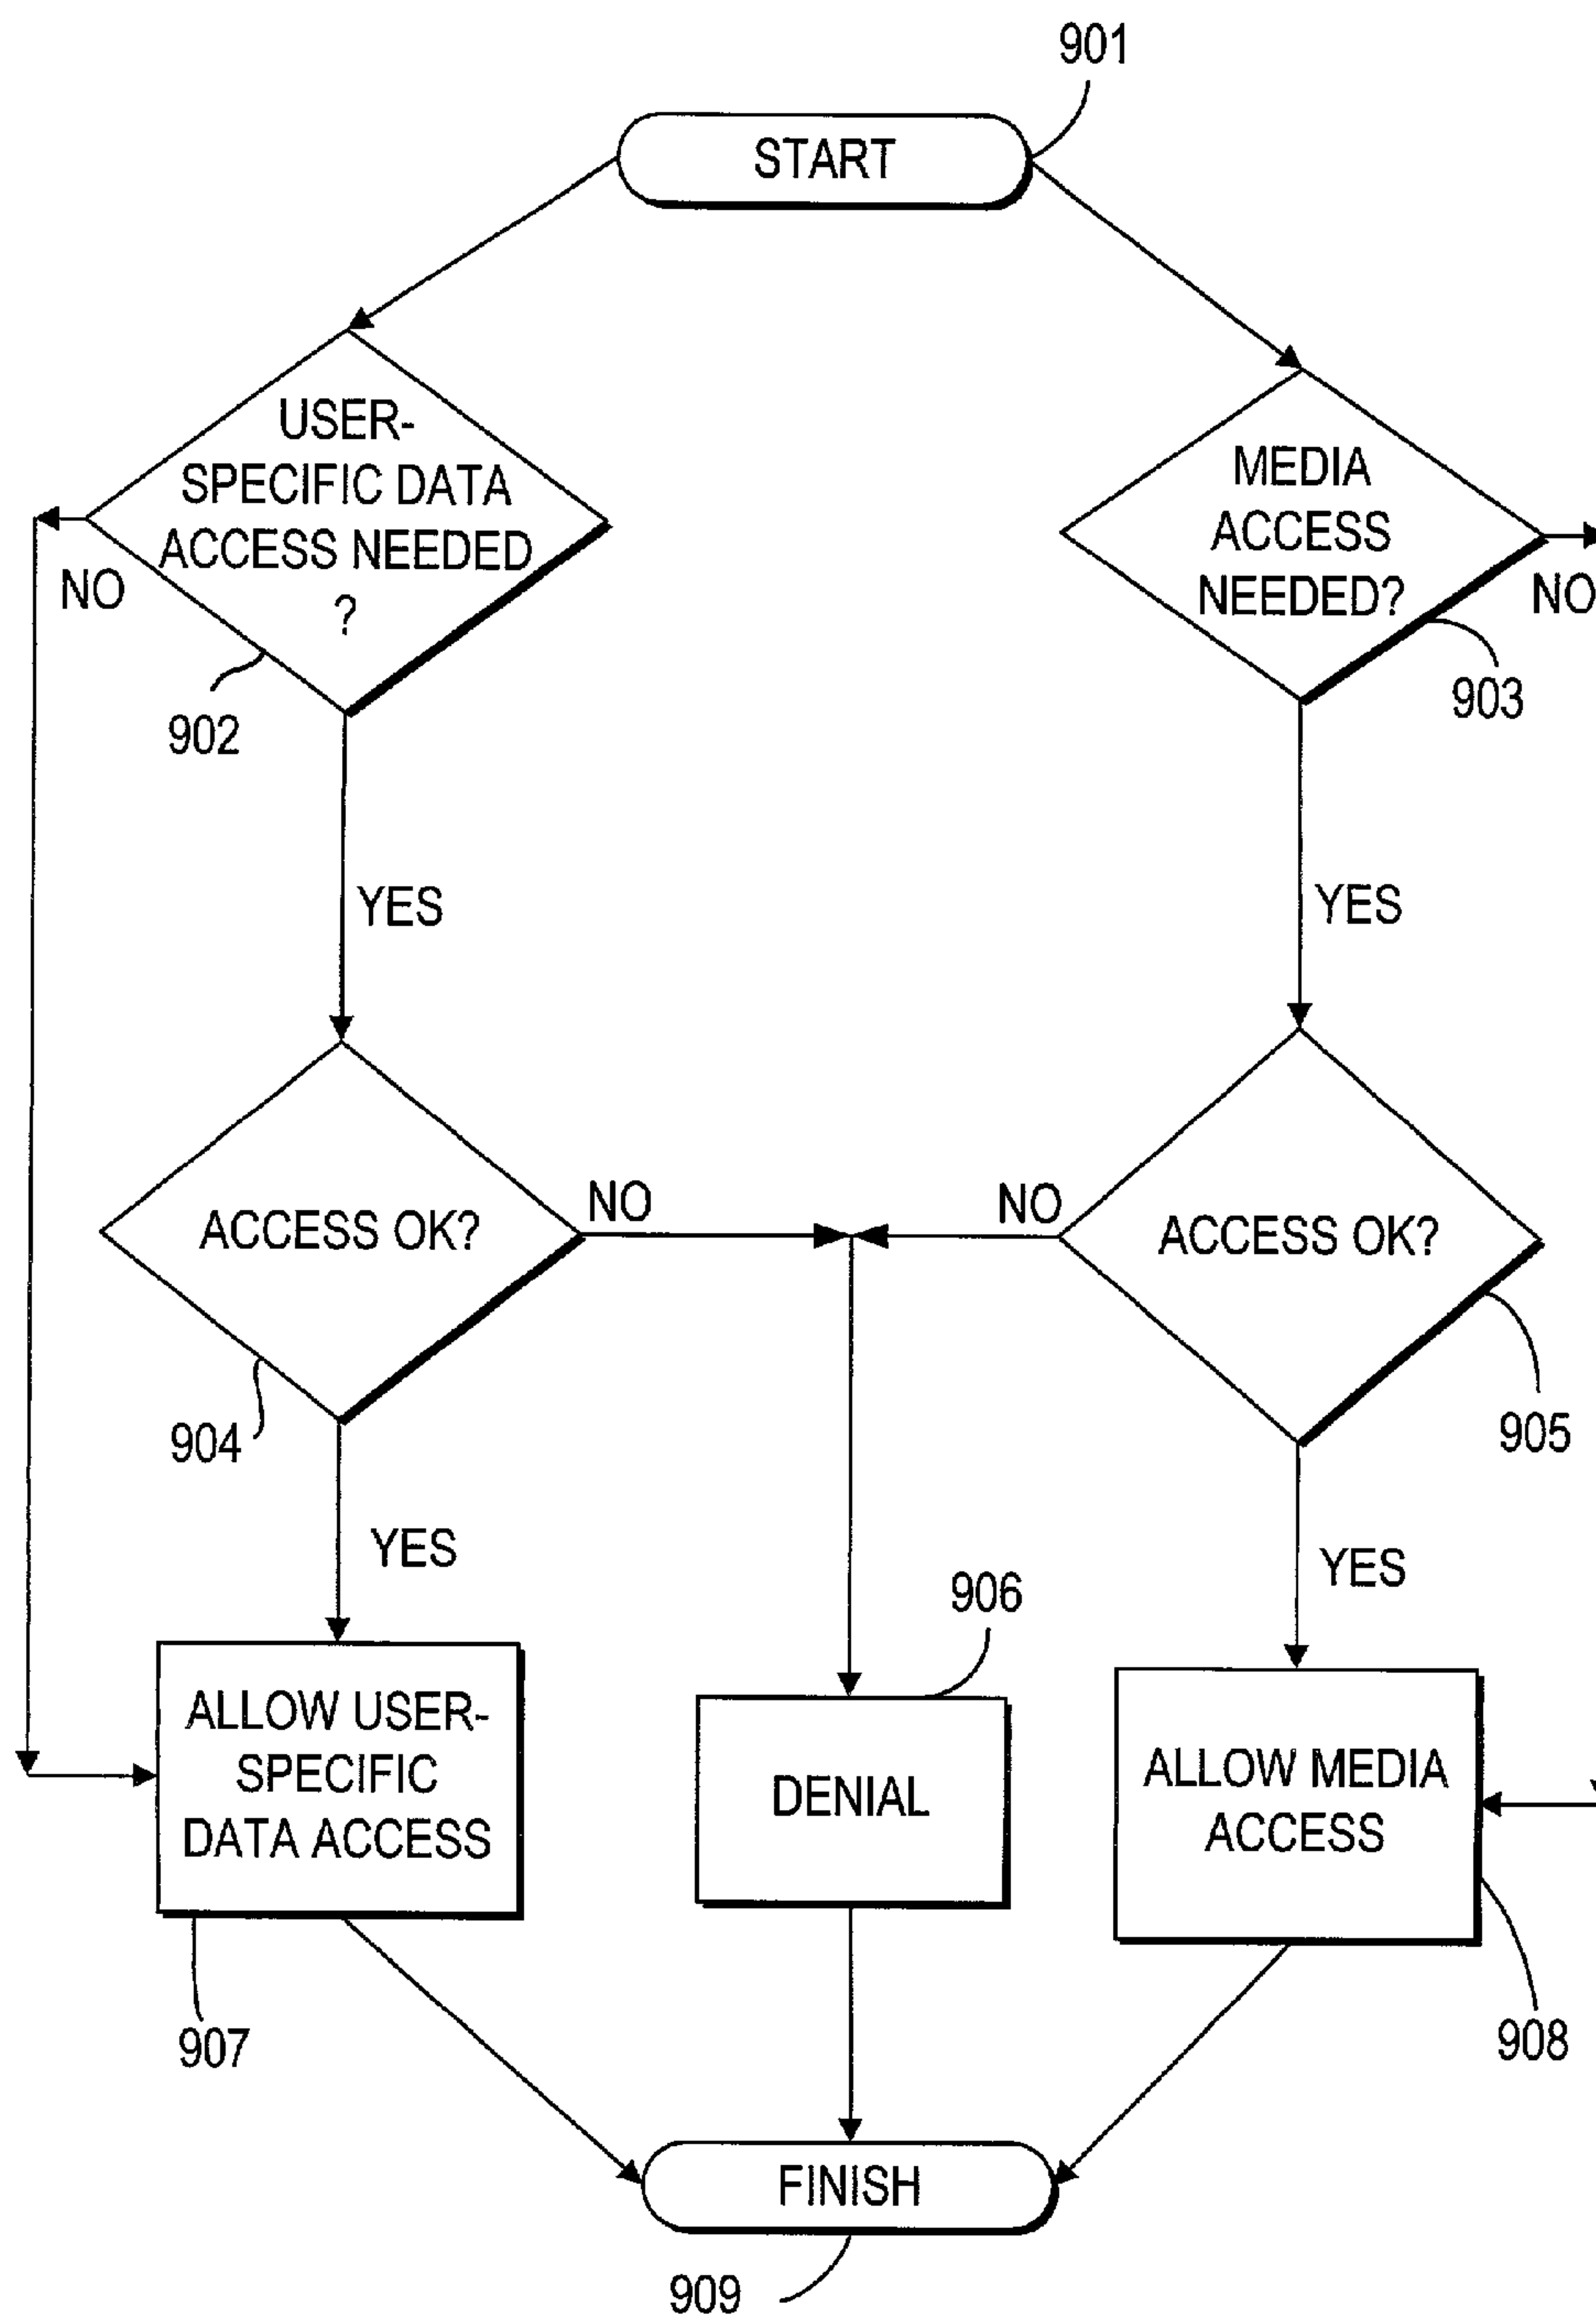 901
START
USER-
SPECIFIC DATA
ACCESS NEEDED
?
NO
902
MEDIA
ACCESS
NEEDED?
NO
903
YES
YES
ACCESS OK?
NO
904
NO
ACCESS OK?
905
YES
YES
906
ALLOW USER-
SPECIFIC
DATA ACCESS
907
DENIAL
ALLOW MEDIA
ACCESS
908
FINISH
909